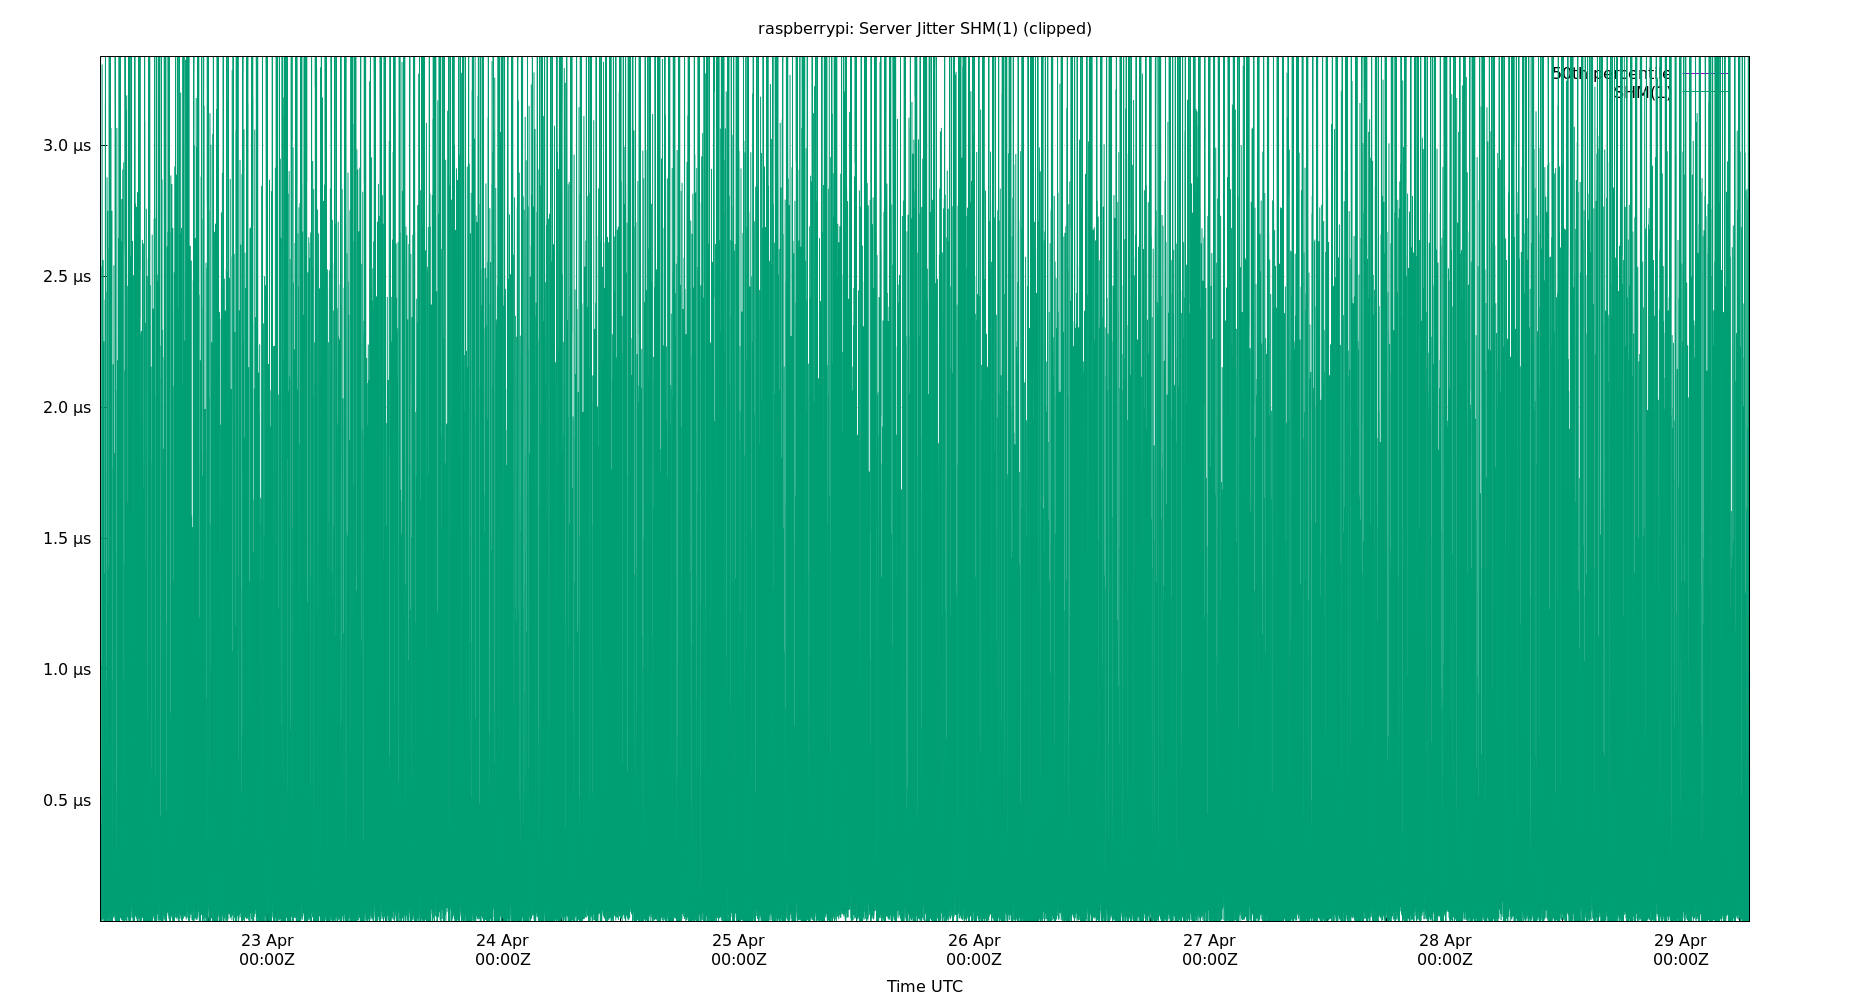 raspberrypi: Server Jitter SHM(1) (clipped)
50th percentile
SHM(1)
3.0 µs
2.5 µs
2.0 µs
1.5 µs
1.0 µs
0.5 µs
23 Apr 24 Apr 25 Apr 26 Apr 27 Apr 28 Apr 29 Apr
00:00Z 00:00Z 00:00Z 00:00Z 00:00Z 00:00Z 00:00Z
Time UTC